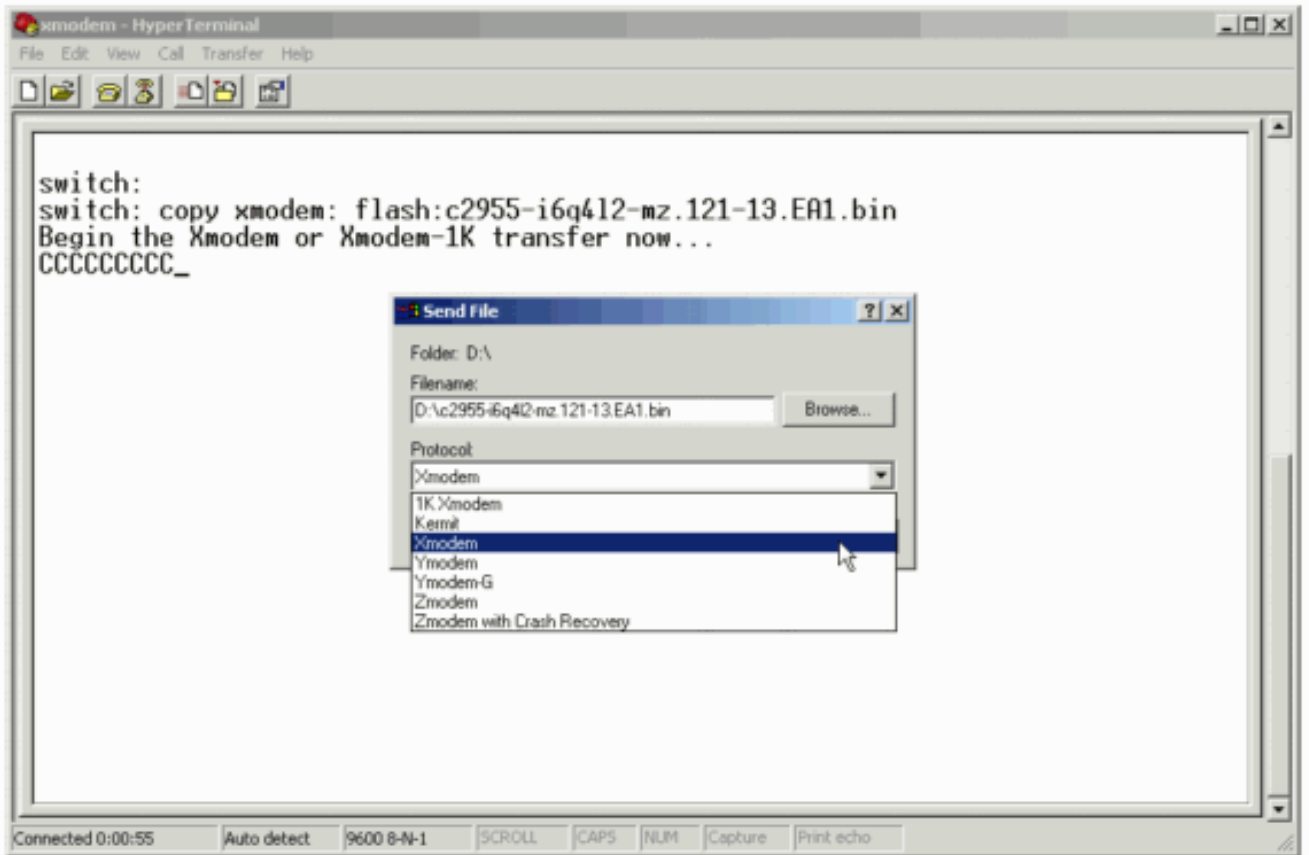 xmodem - HyperTerminal
File Edit View Call Transfer Help
switch:
switch: copy xmodem: flash:c2955-i6q4l2-mz.121-13.EA1.bin
Begin the Xmodem or Xmodem-1K transfer now...
CCCCCCCCC_
Send File
Folder: D:\
Filename:
D:\c2955-i6q4l2-mz.121-13.EA1.bin Browse...
Protocol:
Xmodem
1K Xmodem
Kermit
Xmodem
Ymodem
Ymodem-G
Zmodem
Zmodem with Crash Recovery
Connected 0:00:55 Auto detect 9600 8-N-1 SCROLL CAPS NUM Capture Print echo